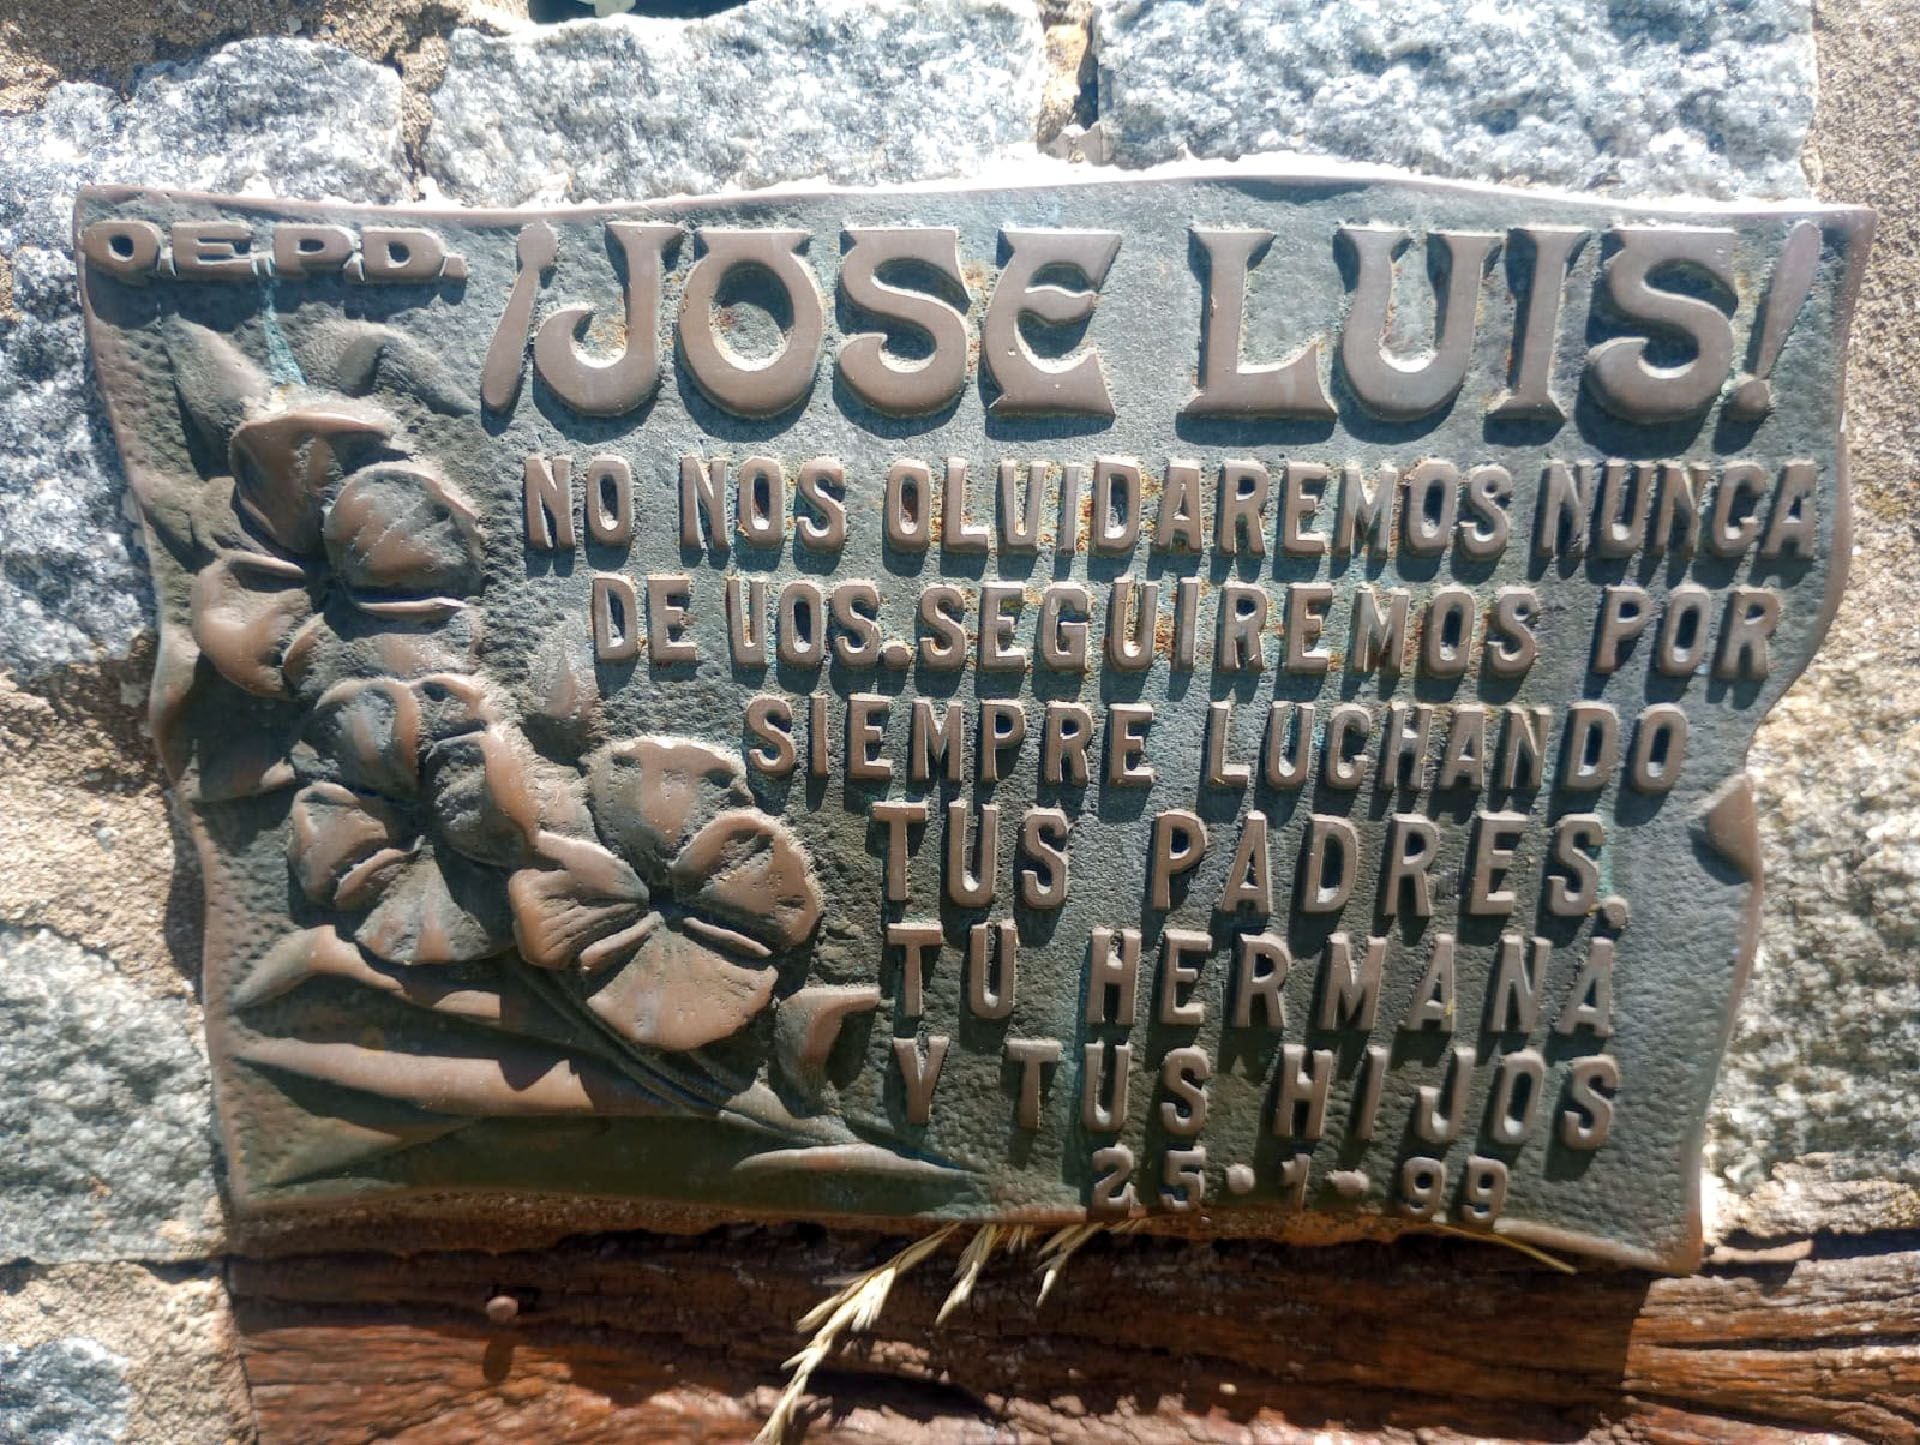 Q.E.P.D. ¡JOSE LUIS!
NO NOS OLVIDAREMOS NUNCA
DE VOS.SEGUIREMOS POR
SIEMPRE LUCHANDO
TUS PADRES.
TU HERMANA
Y TUS HIJOS
25·1·99